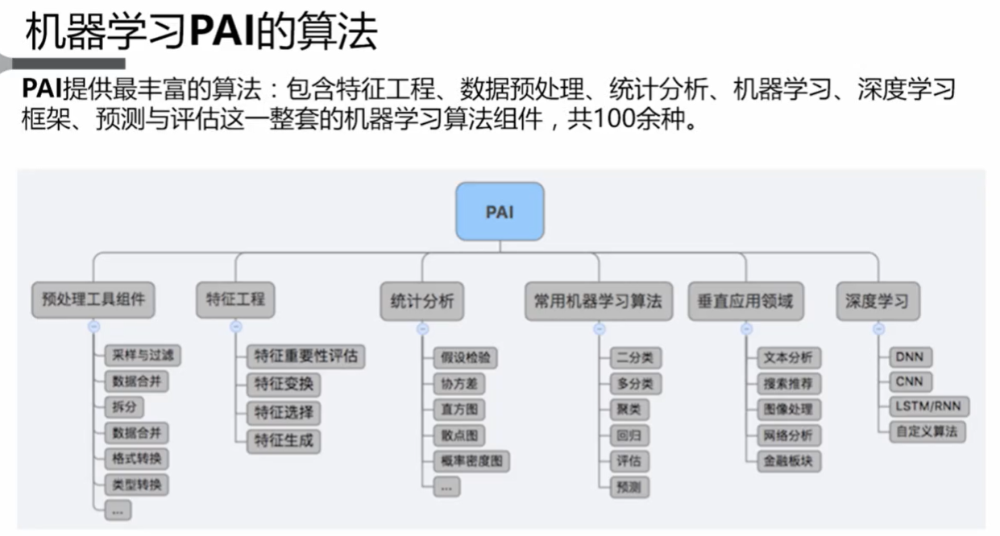 机器学习PAI的算法
PAI提供最丰富的算法：包含特征工程、数据预处理、统计分析、机器学习、深度学习
框架、预测与评估这一整套的机器学习算法组件，共100余种。
PAI
预处理工具组件
采样与过滤
数据合并
拆分
数据合并
格式转换
类型转换
...
特征工程
特征重要性评估
特征变换
特征选择
特征生成
统计分析
假设检验
协方差
直方图
散点图
概率密度图
...
常用机器学习算法
二分类
多分类
聚类
回归
评估
预测
垂直应用领域
文本分析
搜索推荐
图像处理
网络分析
金融板块
深度学习
DNN
CNN
LSTM/RNN
自定义算法